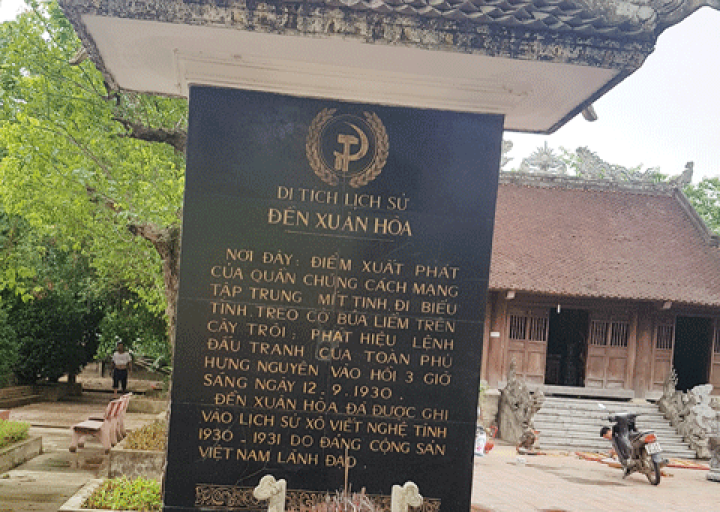 DI TÍCH LỊCH SỬ
ĐỀN XUÂN HÒA
NƠI ĐÂY: ĐIỂM XUẤT PHÁT
CỦA QUẦN CHÚNG CÁCH MẠNG
TẬP TRUNG MÍT TINH ĐI BIỂU
TÌNH. TREO CỜ BÚA LIỀM TRÊN
CÂY TRÔI; PHÁT HIỆU LỆNH
ĐẤU TRANH CỦA TOÀN PHỦ
HƯNG NGUYÊN VÀO HỒI 3 GIỜ
SÁNG NGÀY 12.9.1930.
ĐỀN XUÂN HÒA ĐÃ ĐƯỢC GHI
VÀO LỊCH SỬ XÔ VIẾT NGHỆ TĨNH
1930 - 1931 DO ĐẢNG CỘNG SẢN
VIỆT NAM LÃNH ĐẠO